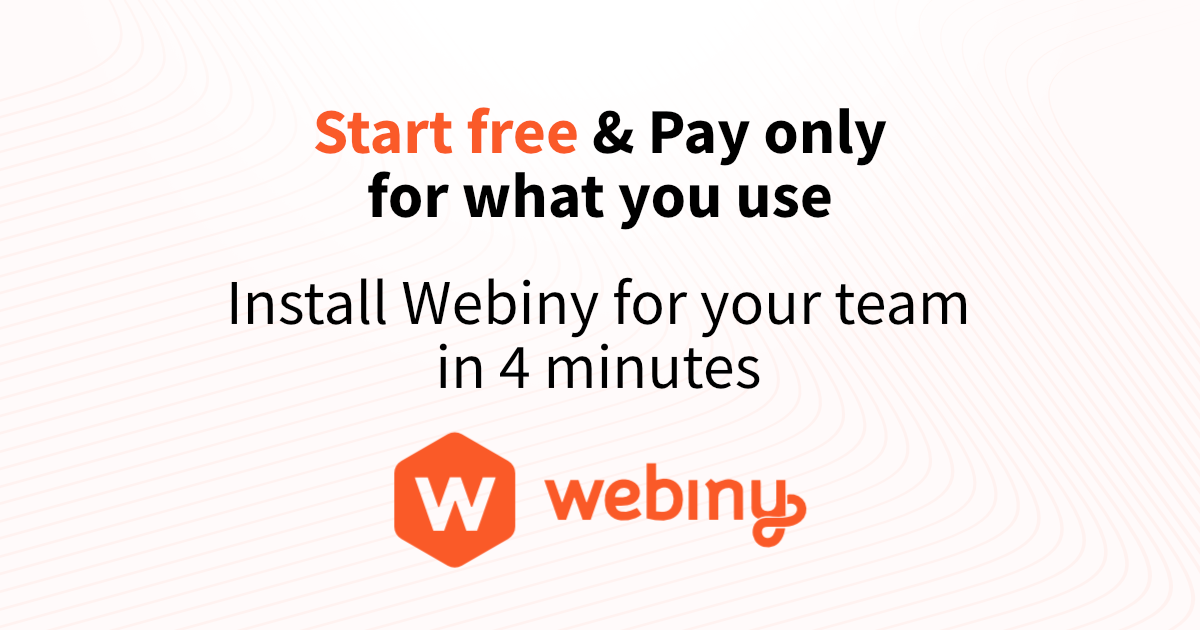 Start free & Pay only
for what you use
Install Webiny for your team
in 4 minutes
W webiny